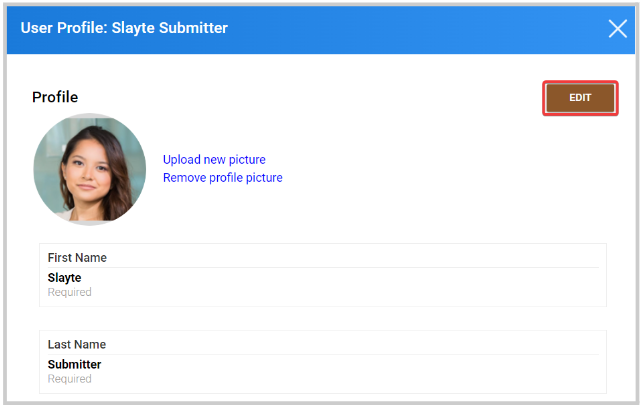 User Profile: Slayte Submitter
Profile
EDIT
Upload new picture
Remove profile picture
First Name
Slayte
Required
Last Name
Submitter
Required